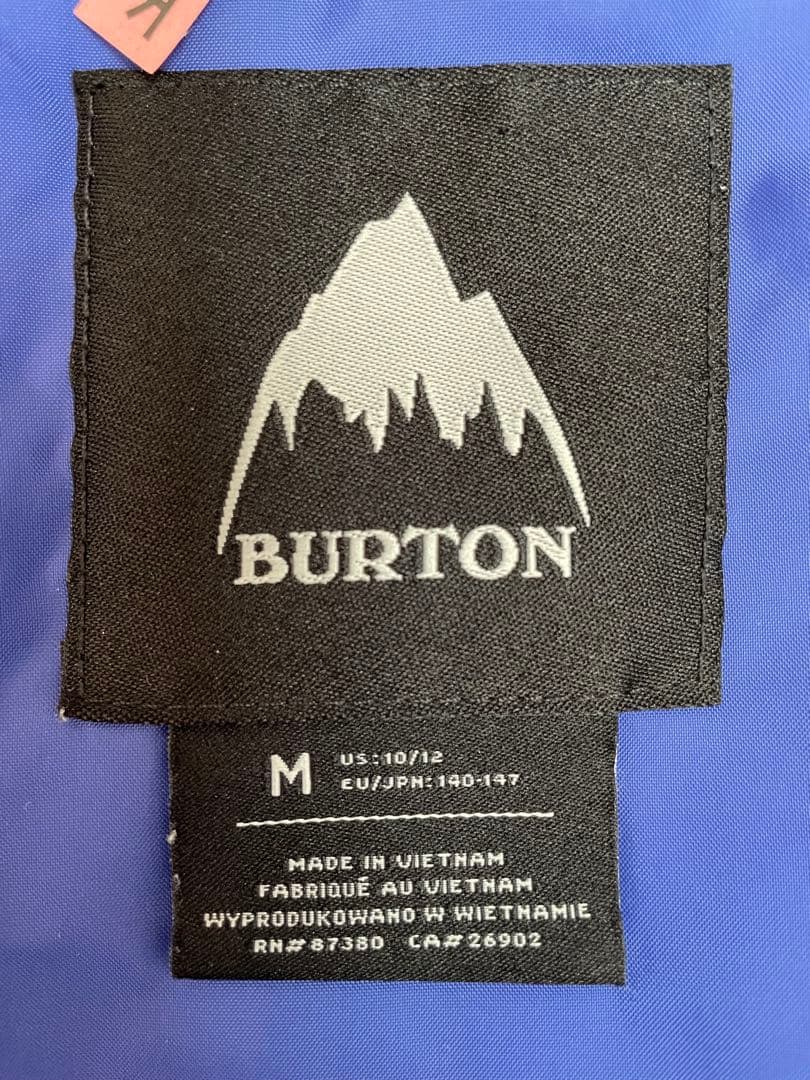 BURTON
M US:10/12
EU/JPN:140-147
MADE IN VIETNAM
FABRIQUÉ AU VIETNAM
WYPRODUKOWANO W WIETNAMIE
RN#87380 CA#26902